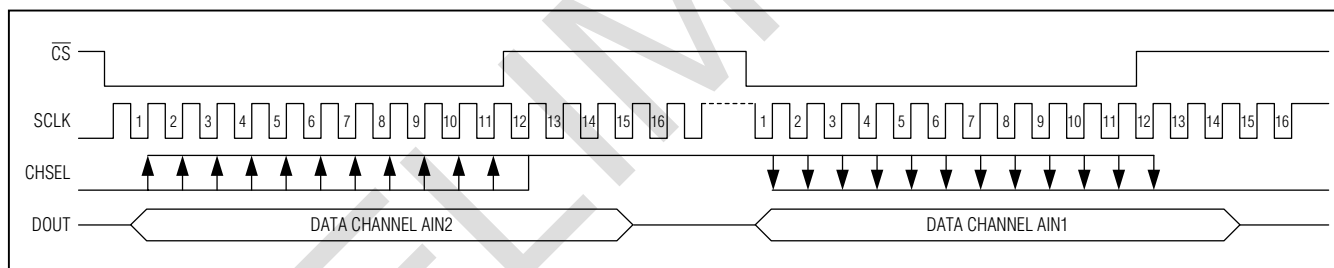 CS
SCLK 1 2 3 4 5 6 7 8 9 10 11 12 13 14 15 16 1 2 3 4 5 6 7 8 9 10 11 12 13 14 15 16
CHSEL
DOUT DATA CHANNEL AIN2 DATA CHANNEL AIN1